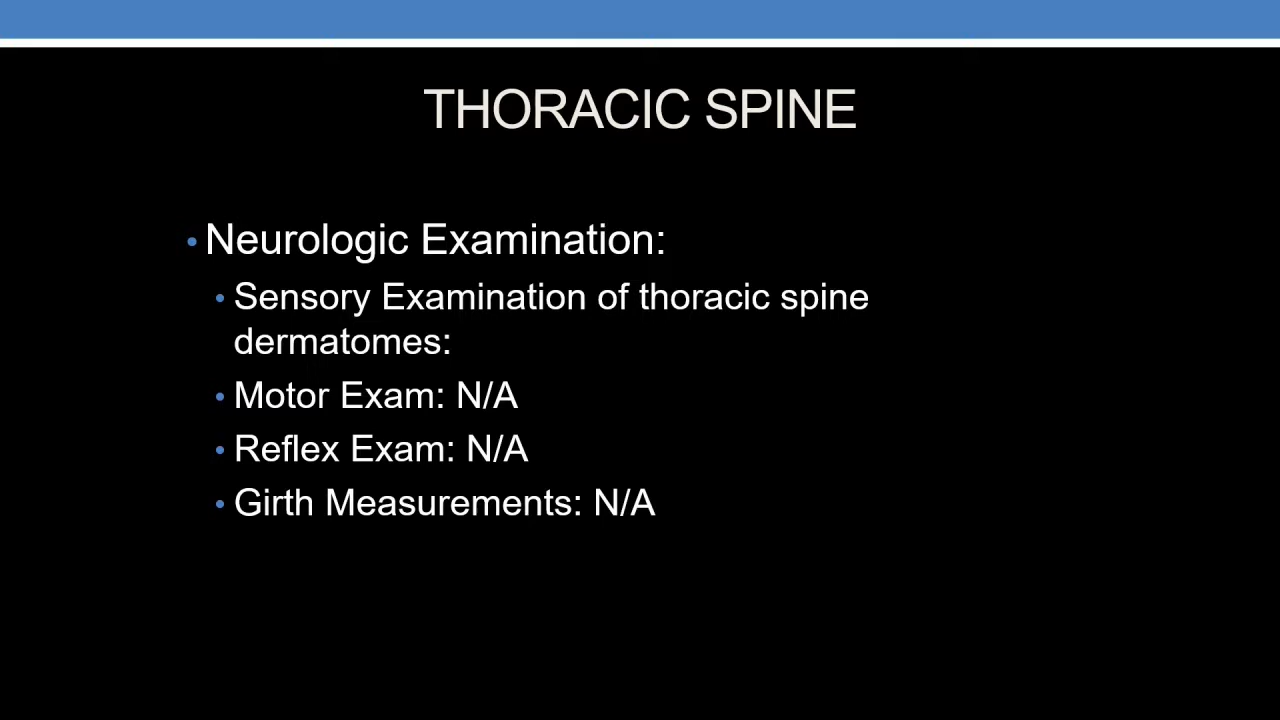 THORACIC SPINE
• Neurologic Examination:
• Sensory Examination of thoracic spine
dermatomes:
• Motor Exam: N/A
• Reflex Exam: N/A
• Girth Measurements: N/A